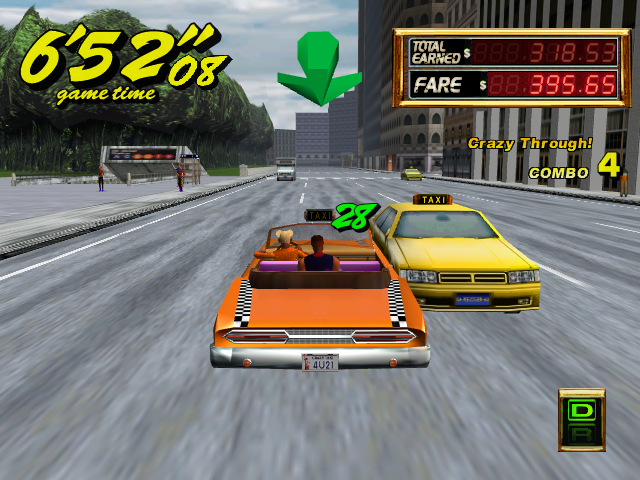 6'52"08
game time
TOTAL EARNED $ 318.53
FARE $ 395.65
Crazy Through!
COMBO 4
TAXI
28
TAXI
4U21
D
R